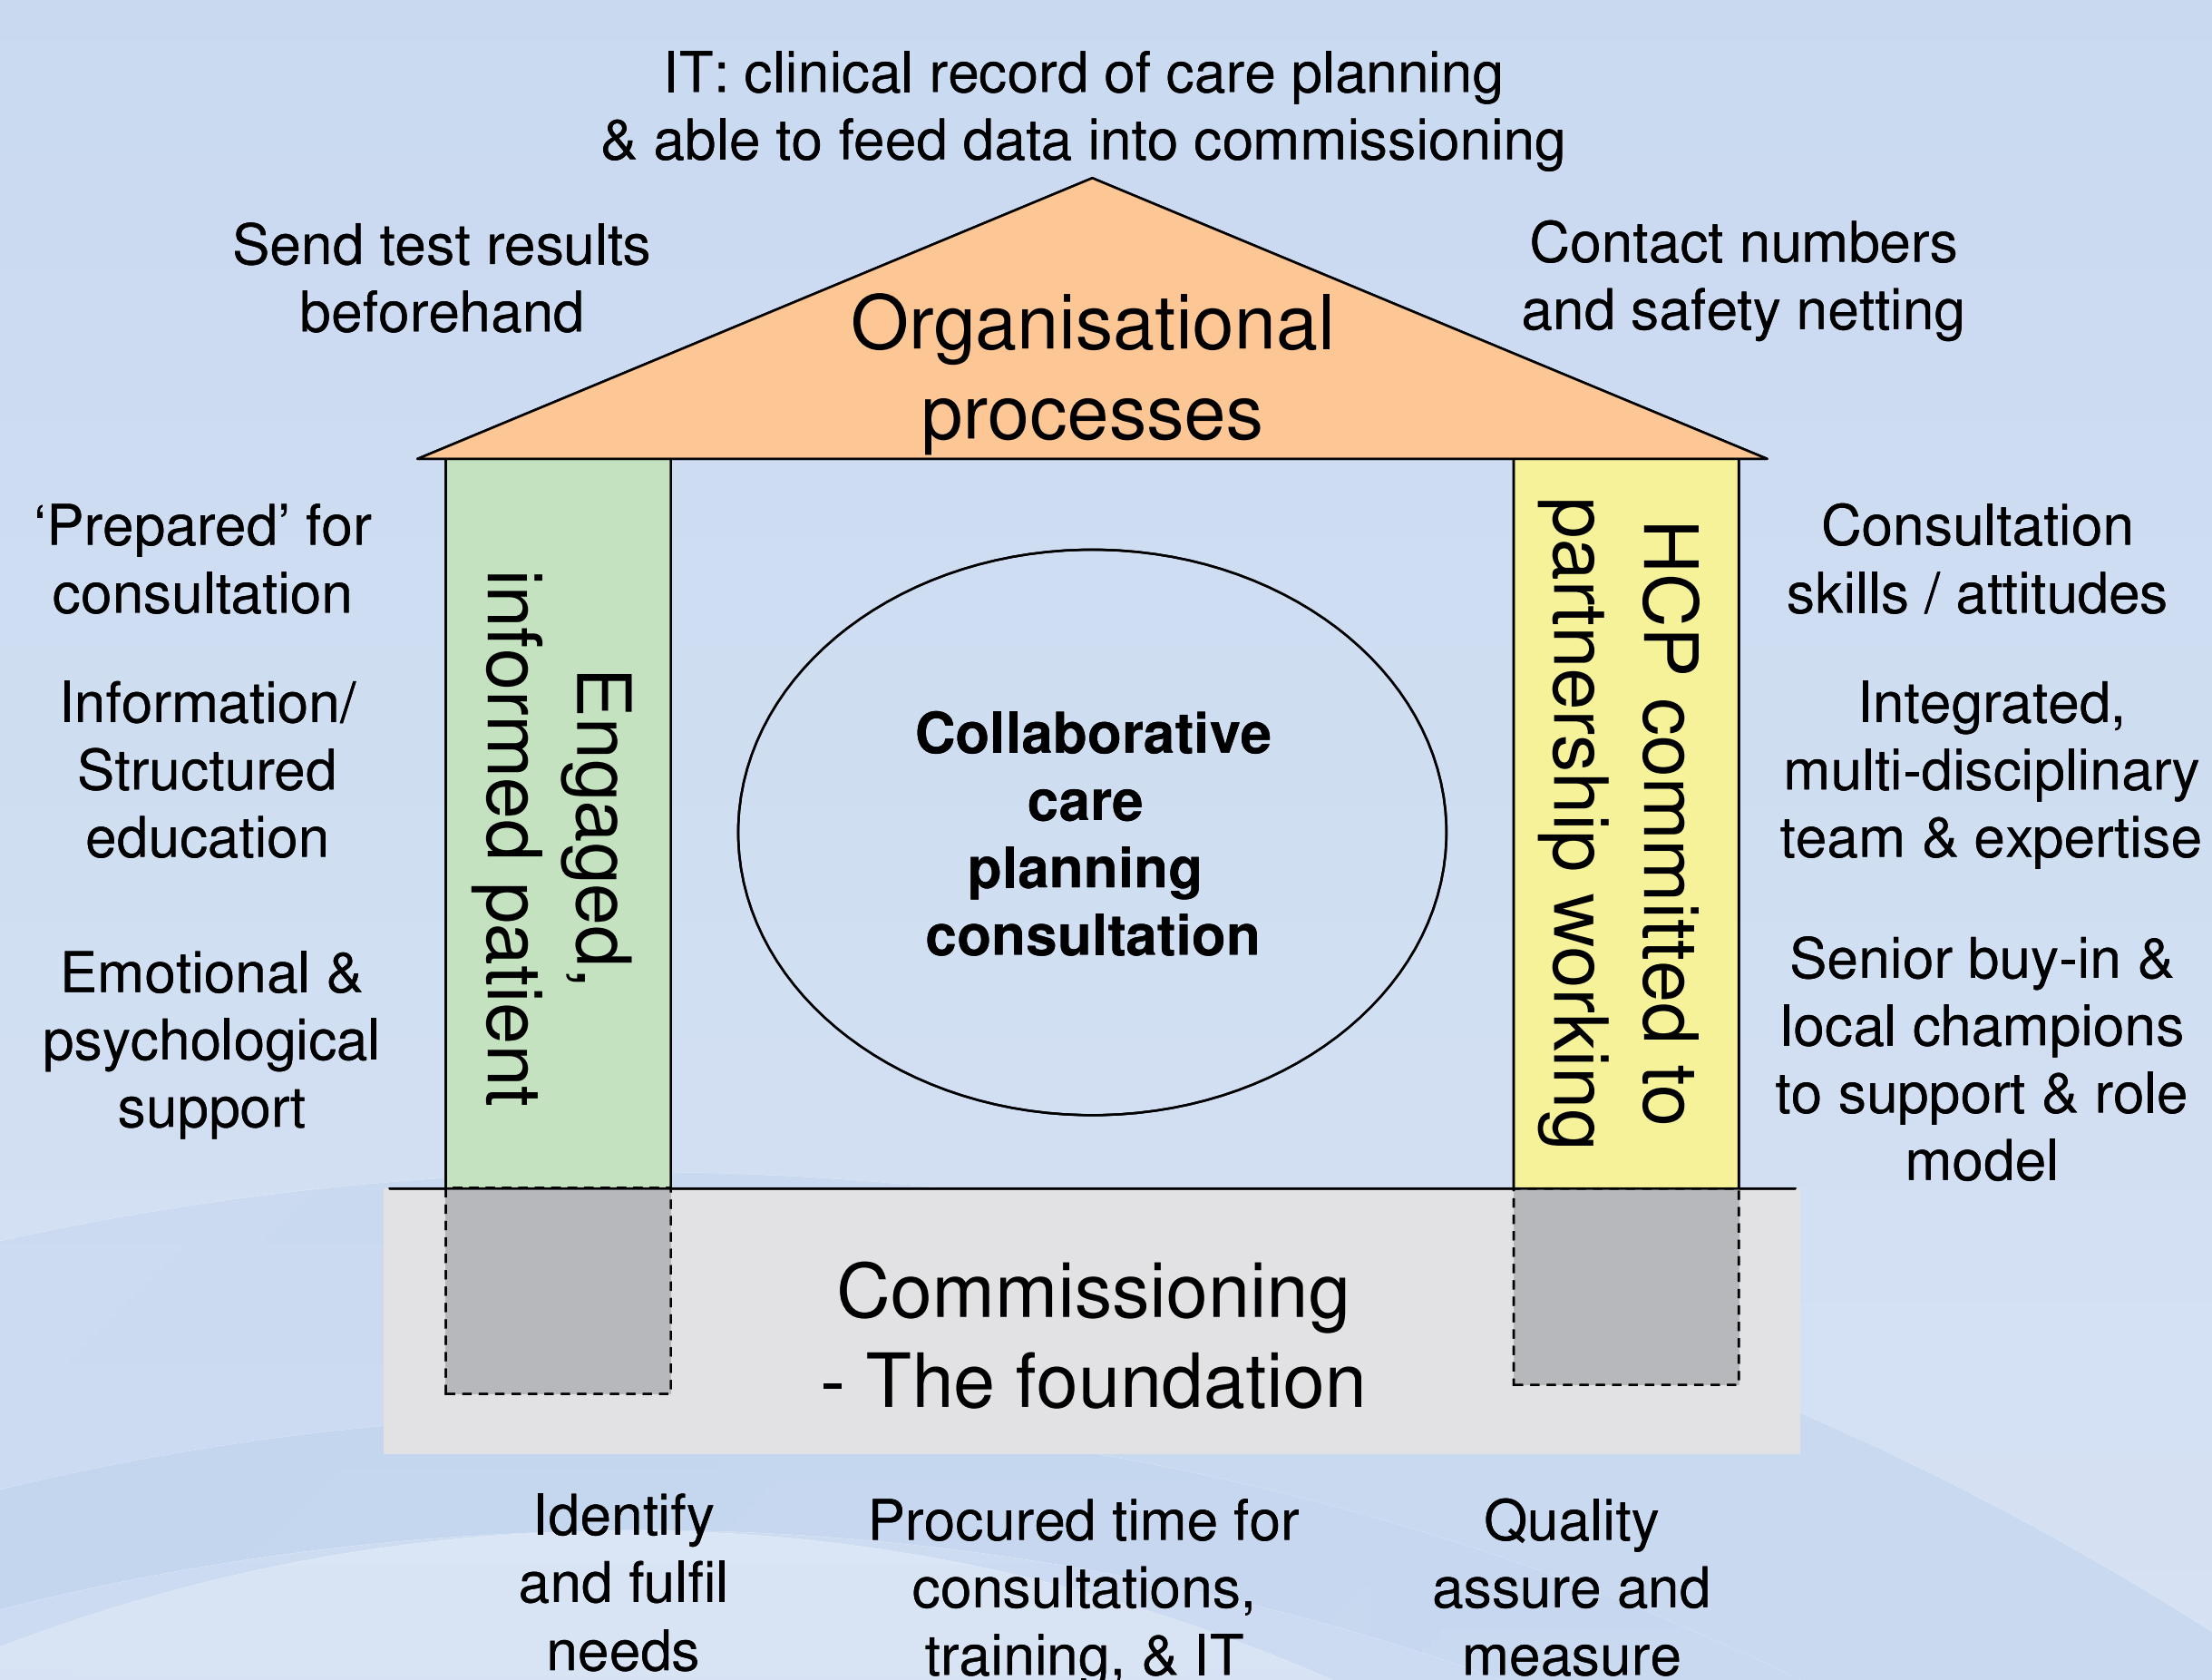 IT: clinical record of care planning
& able to feed data into commissioning
Send test results
beforehand
Contact numbers
and safety netting
Organisational
processes
‘Prepared’ for
consultation
Information/
Structured
education
Emotional &
psychological
support
Engaged,
informed patient
Collaborative
care
planning
consultation
HCP committed to
partnership working
Consultation
skills / attitudes
Integrated,
multi-disciplinary
team & expertise
Senior buy-in &
local champions
to support & role
model
Commissioning
- The foundation
Identify
and fulfil
needs
Procured time for
consultations,
training, & IT
Quality
assure and
measure